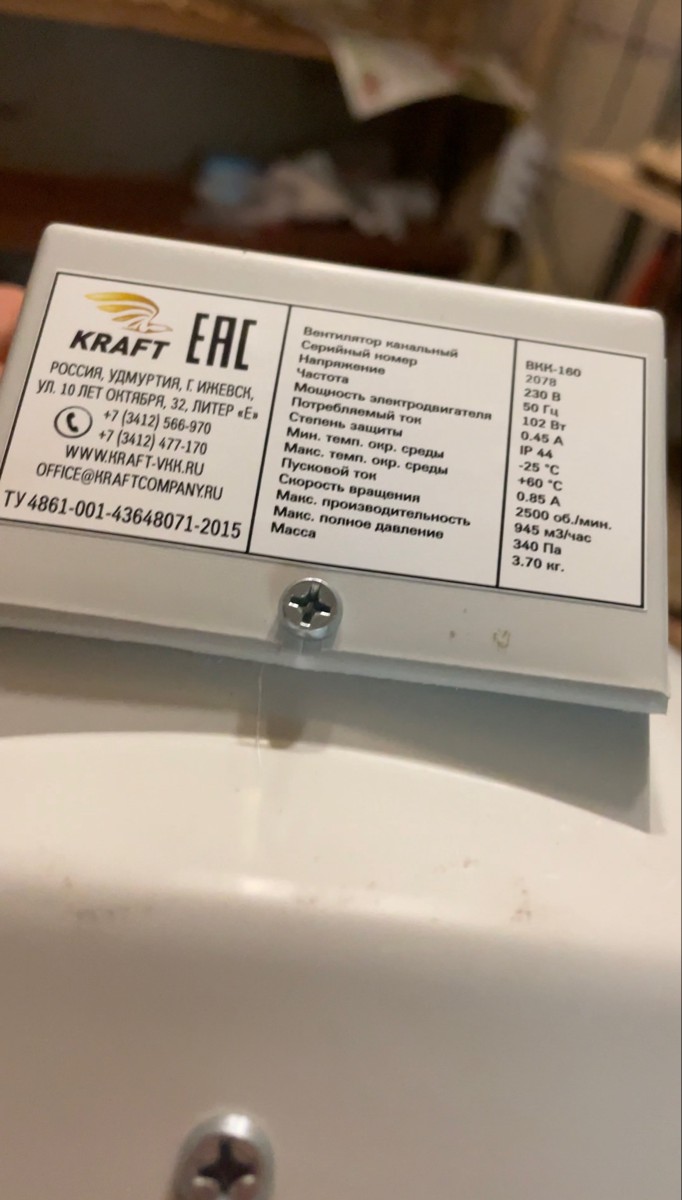 KRAFT
EAC
РОССИЯ, УДМУРТИЯ, Г. ИЖЕВСК,
УЛ. 10 ЛЕТ ОКТЯБРЯ, 32, ЛИТЕР «Е»
+7 (3412) 566-970
+7 (3412) 477-170
WWW.KRAFT-VKK.RU
OFFICE@KRAFTCOMPANY.RU
ТУ 4861-001-43648071-2015
Вентилятор канальный ВКК-160
Серийный номер 2078
Напряжение 230 В
Частота 50 Гц
Мощность электродвигателя 102 Вт
Потребляемый ток 0.45 А
Степень защиты IP 44
Мин. темп. окр. среды -25 °C
Макс. темп. окр. среды +60 °C
Пусковой ток 0.85 А
Скорость вращения 2500 об./мин.
Макс. производительность 945 м3/час
Макс. полное давление 340 Па
Масса 3.70 кг.